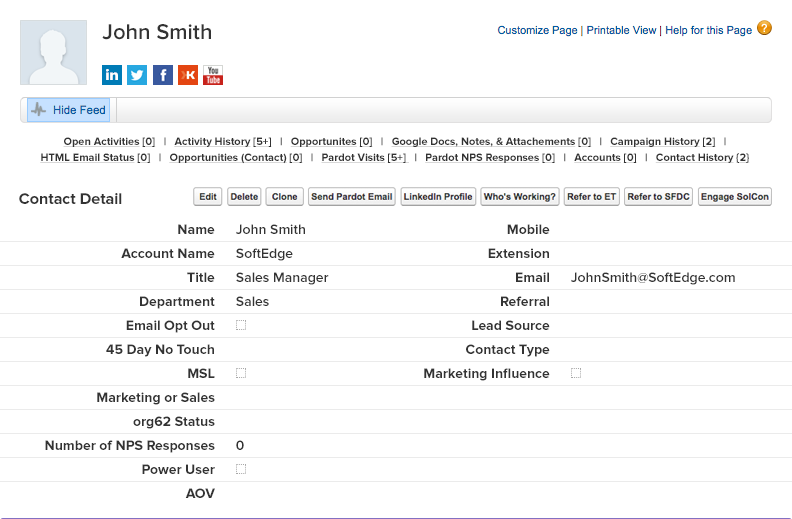 John Smith
Customize Page | Printable View | Help for this Page ?
in f K You Tube
Hide Feed
Open Activities [0] | Activity History [5+] | Opportunites [0] | Google Docs, Notes, & Attachements [0] | Campaign History [2] |
HTML Email Status [0] | Opportunities (Contact) [0] | Pardot Visits [5+] | Pardot NPS Responses [0] | Accounts [0] | Contact History [2}
Contact Detail Edit Delete Clone Send Pardot Email LinkedIn Profile Who's Working? Refer to ET Refer to SFDC Engage SolCon
Name John Smith Mobile
Account Name SoftEdge Extension
Title Sales Manager Email JohnSmith@SoftEdge.com
Department Sales Referral
Email Opt Out Lead Source
45 Day No Touch Contact Type
MSL Marketing Influence
Marketing or Sales
org62 Status
Number of NPS Responses 0
Power User
AOV